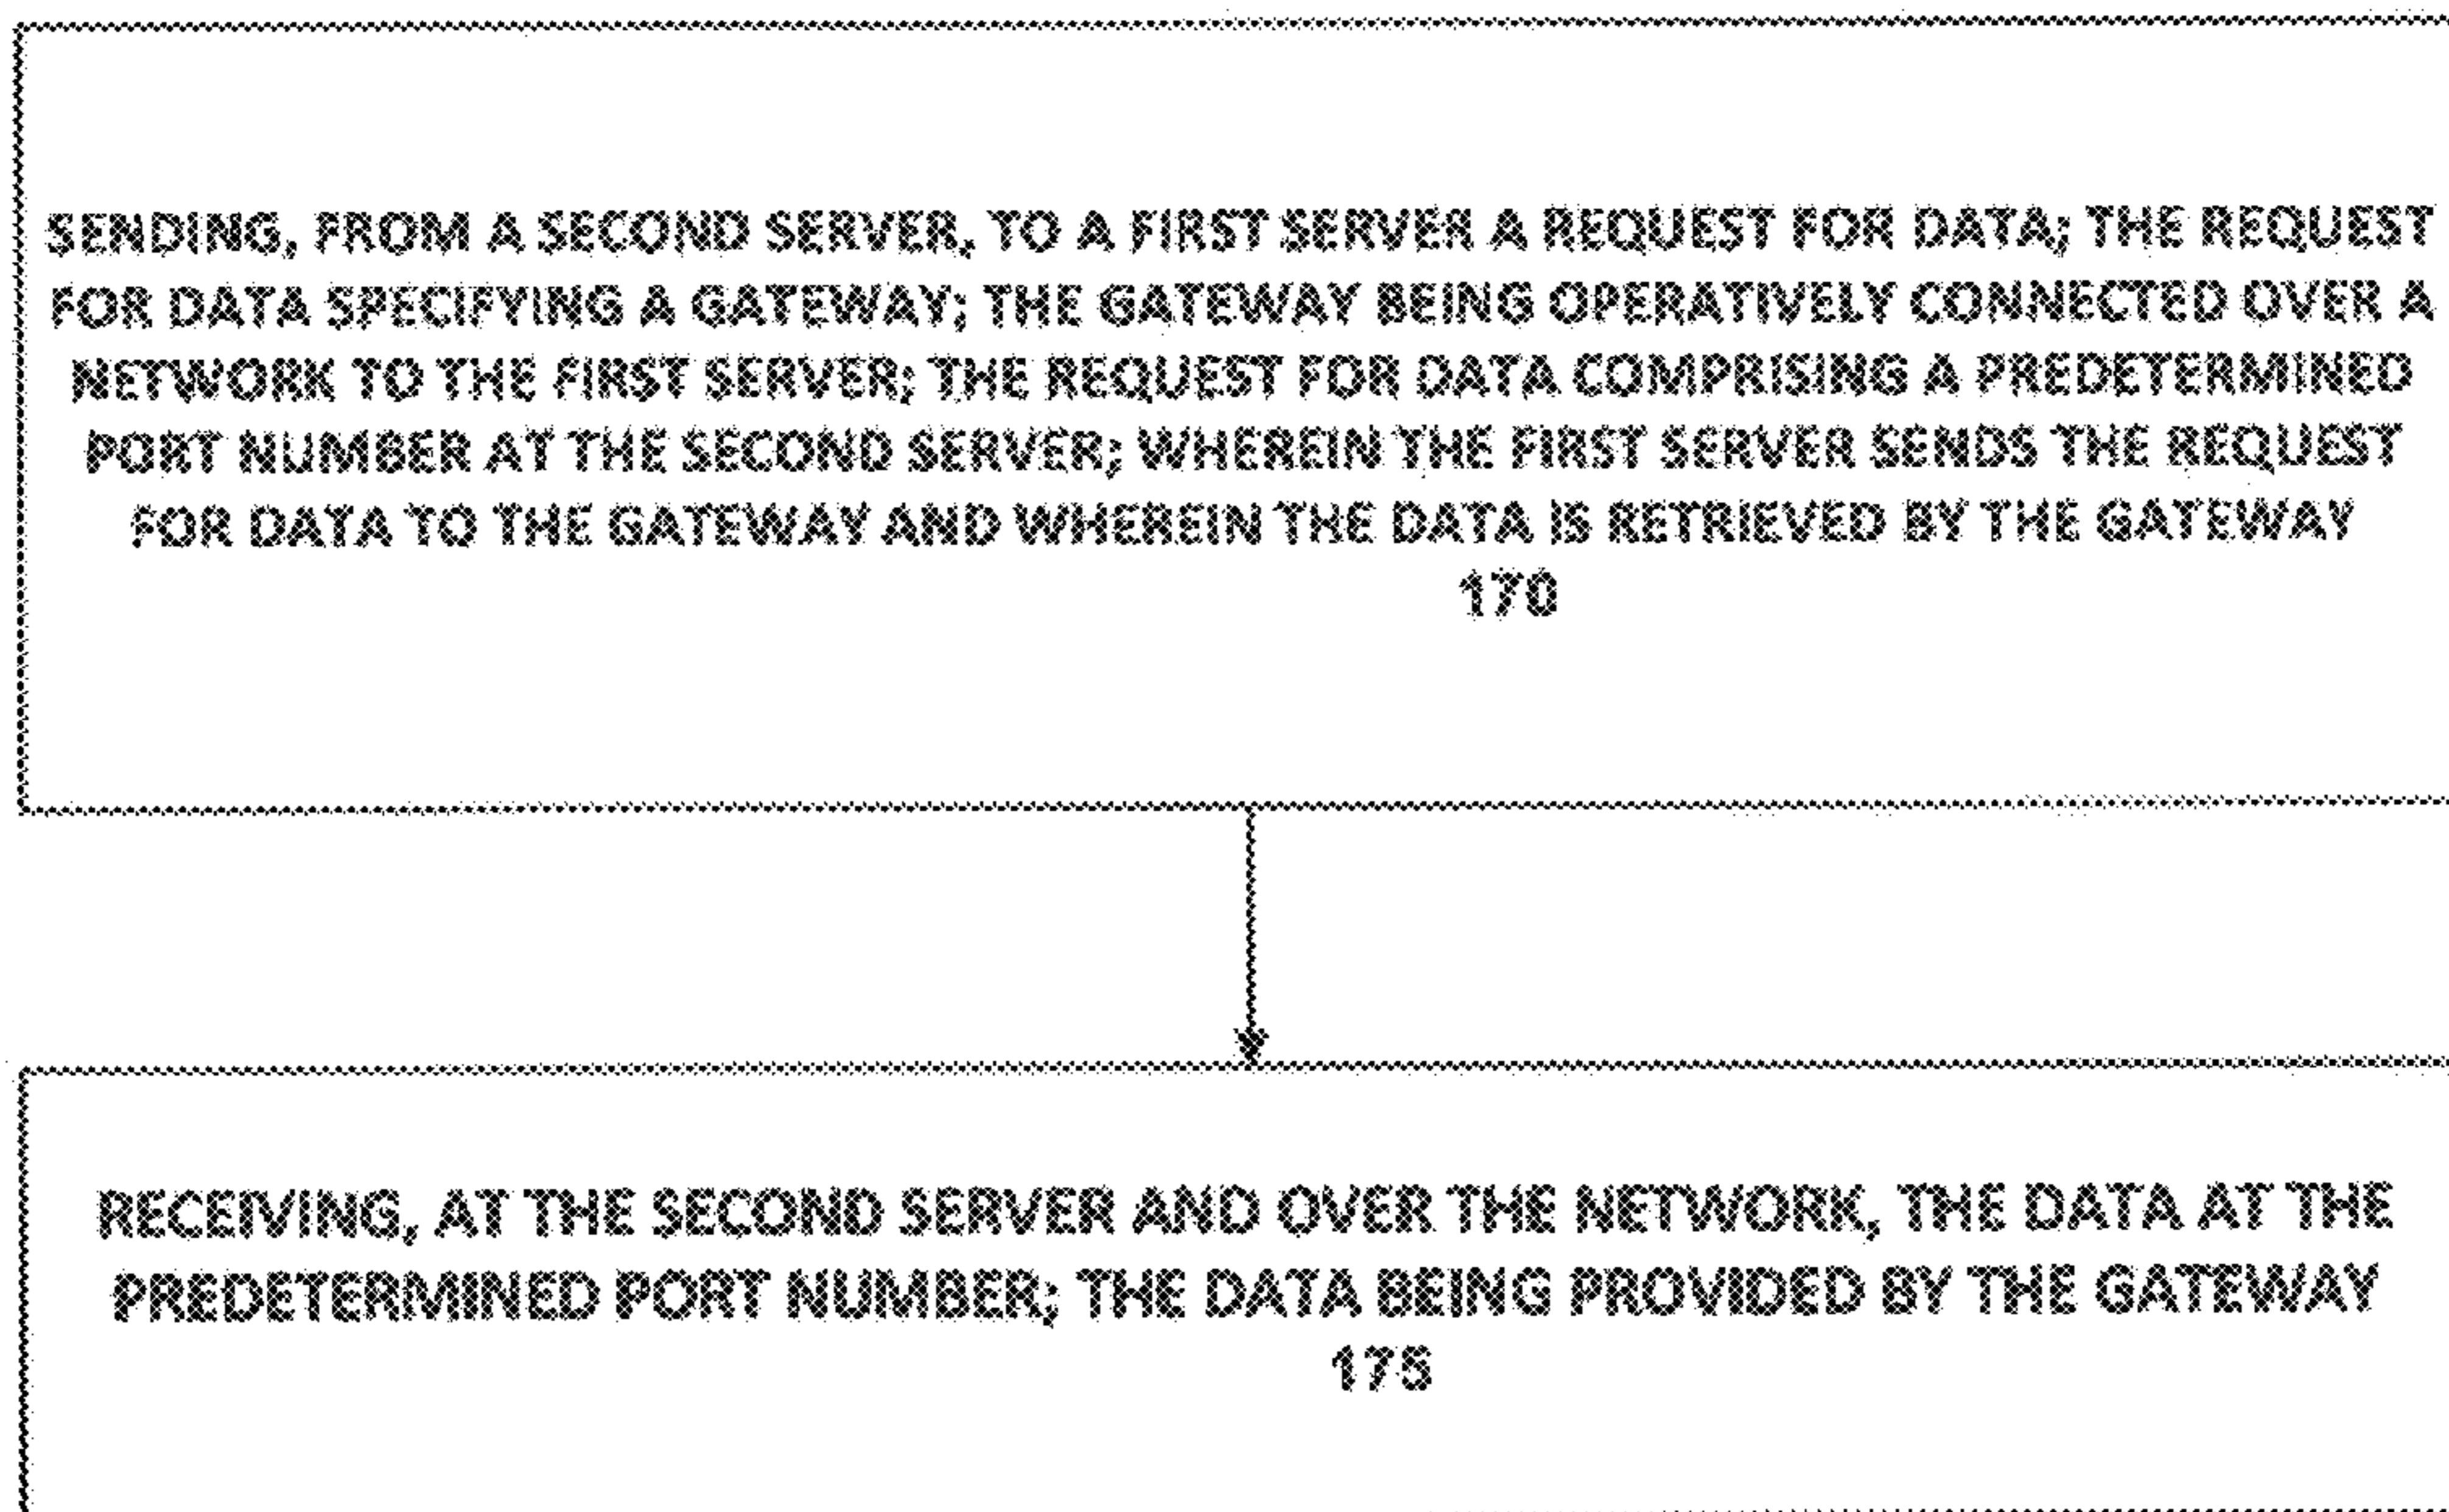 SENDING, FROM A SECOND SERVER, TO A FIRST SERVER A REQUEST FOR DATA; THE REQUEST
FOR DATA SPECIFYING A GATEWAY; THE GATEWAY BEING OPERATIVELY CONNECTED OVER A
NETWORK TO THE FIRST SERVER; THE REQUEST FOR DATA COMPRISING A PREDETERMINED
PORT NUMBER AT THE SECOND SERVER; WHEREIN THE FIRST SERVER SENDS THE REQUEST
FOR DATA TO THE GATEWAY AND WHEREIN THE DATA IS RETRIEVED BY THE GATEWAY
170
RECEIVING, AT THE SECOND SERVER AND OVER THE NETWORK, THE DATA AT THE
PREDETERMINED PORT NUMBER; THE DATA BEING PROVIDED BY THE GATEWAY
175